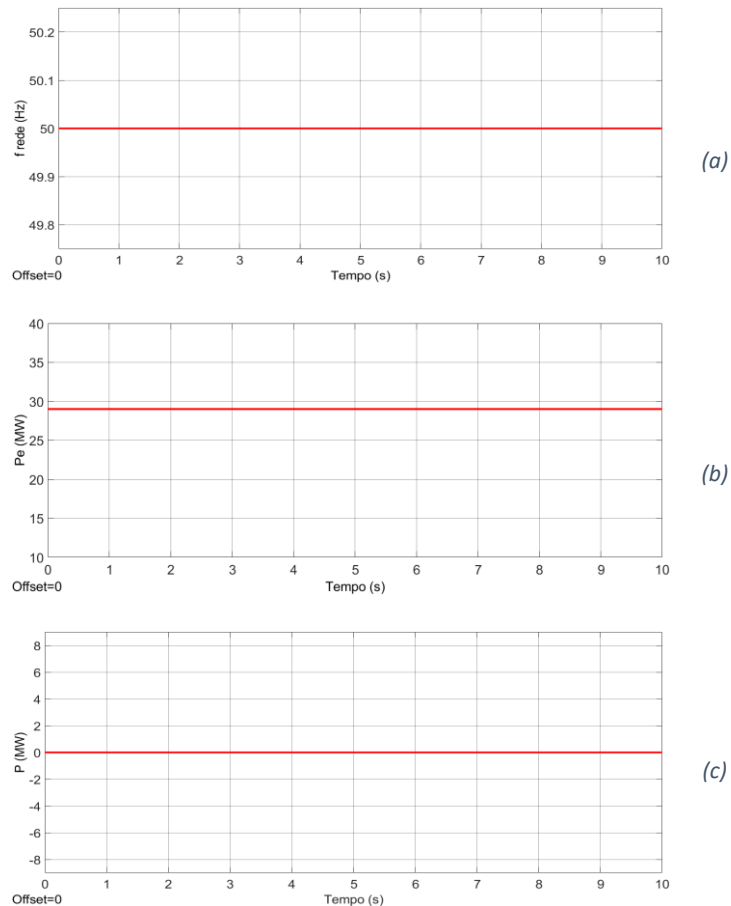 50.2
50.1
50
49.9
49.8
f rede (Hz)
0 1 2 3 4 5 6 7 8 9 10
Offset=0
Tempo (s)
(a)
40
35
30
25
20
15
10
Pe (MW)
0 1 2 3 4 5 6 7 8 9 10
Offset=0
Tempo (s)
(b)
8
6
4
2
0
-2
-4
-6
-8
P (MW)
0 1 2 3 4 5 6 7 8 9 10
Offset=0
Tempo (s)
(c)